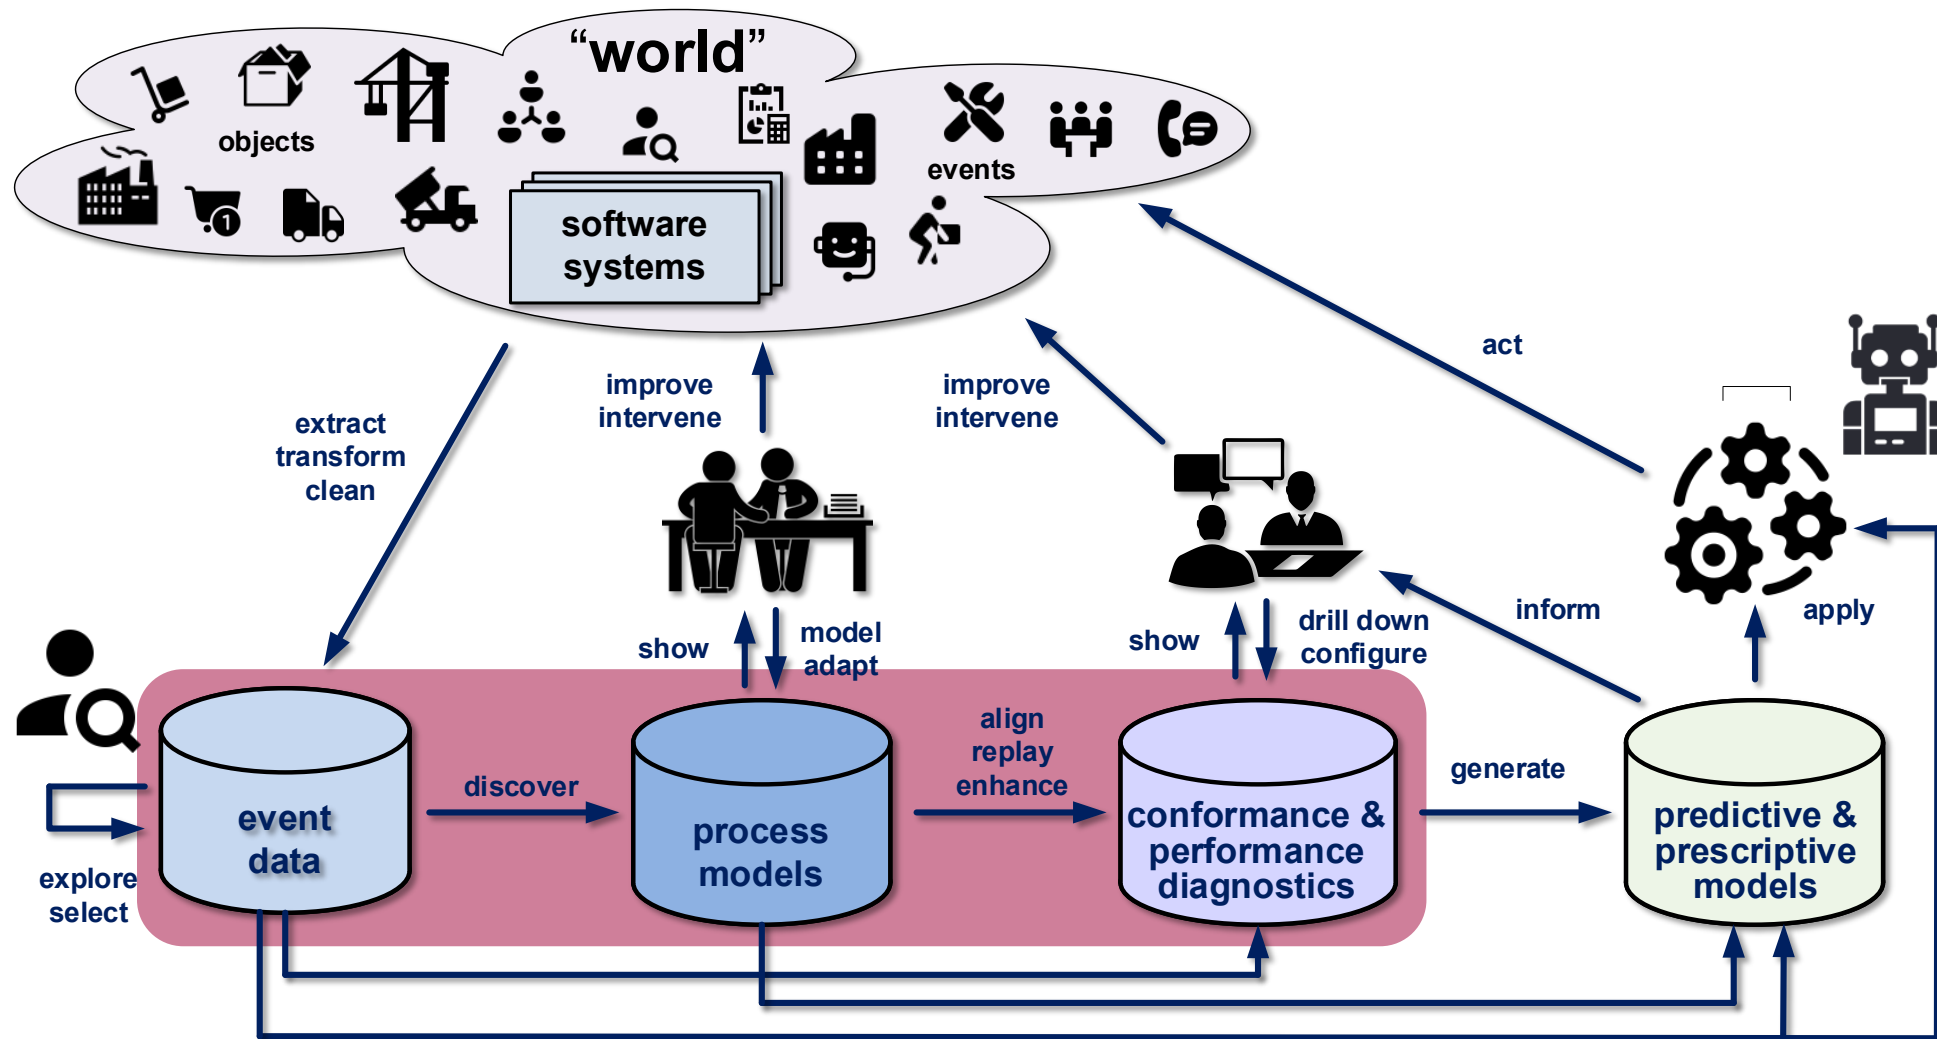 “world”
objects
events
software
systems
1
act
improve
intervene
improve
intervene
extract
transform
clean
show
model
adapt
show
drill down
configure
inform
apply
explore
select
event
data
discover
process
models
align
replay
enhance
conformance &
performance
diagnostics
generate
predictive &
prescriptive
models